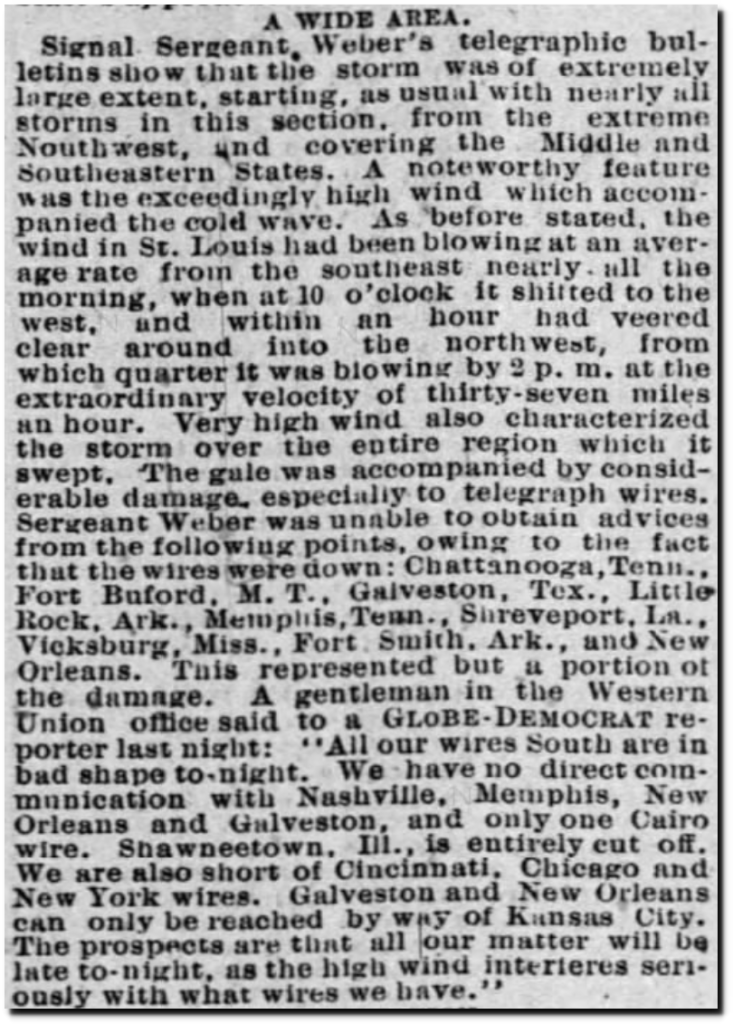 A WIDE AREA.
Signal Sergeant Weber's telegraphic bul-
letins show that the storm was of extremely
large extent, starting, as usual with nearly all
storms in this section, from the extreme
Nouthwest, and covering the Middle and
Southeastern States. A noteworthy feature
was the exceedingly high wind which accom-
panied the cold wave. As before stated, the
wind in St. Louis had been blowing at an aver-
age rate from the southeast nearly all the
morning, when at 10 o'clock it shifted to the
west, and within an hour had veered
clear around into the northwest, from
which quarter it was blowing by 2 p. m. at the
extraordinary velocity of thirty-seven miles
an hour. Very high wind also characterized
the storm over the entire region which it
swept. The gale was accompanied by consid-
erable damage, especially to telegraph wires.
Sergeant Weber was unable to obtain advices
from the following points, owing to the fact
that the wires were down: Chattanooga, Tenn.,
Fort Buford, M. T., Galveston, Tex., Little
Rock, Ark., Memphis, Tenn., Shreveport, La.,
Vicksburg, Miss., Fort Smith, Ark., and New
Orleans. This represented but a portion of
the damage. A gentleman in the Western
Union office said to a GLOBE-DEMOCRAT re-
porter last night: "All our wires South are in
bad shape to-night. We have no direct com-
munication with Nashville, Memphis, New
Orleans and Galveston, and only one Cairo
wire. Shawneetown, Ill., is entirely cut off.
We are also short of Cincinnati, Chicago and
New York wires. Galveston and New Orleans
can only be reached by way of Kansas City.
The prospects are that all our matter will be
late to-night, as the high wind interferes seri-
ously with what wires we have."